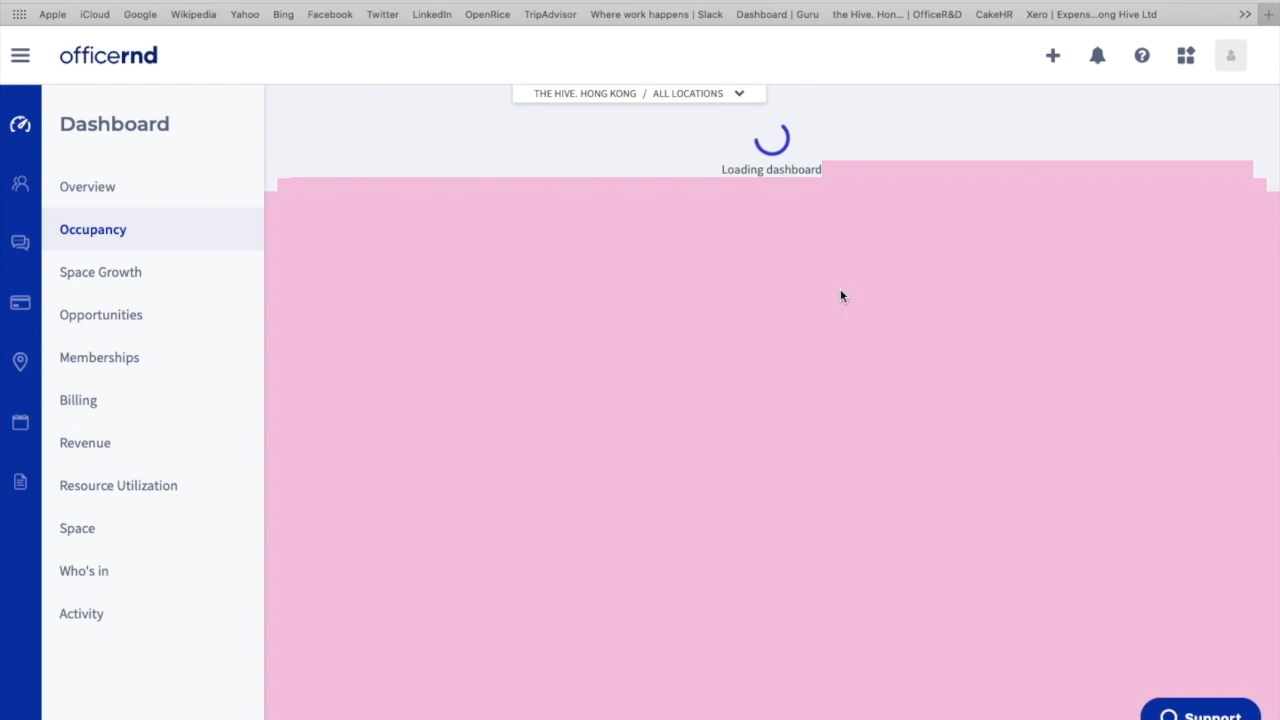 Apple iCloud Google Wikipedia Yahoo Bing Facebook Twitter LinkedIn OpenRice TripAdvisor Where work happens | Slack Dashboard | Guru the Hive. Hon... | OfficeR&D CakeHR Xero | Expens...ong Hive Ltd >>
officernd
THE HIVE. HONG KONG / ALL LOCATIONS
Dashboard
Loading dashboard
Overview
Occupancy
Space Growth
Opportunities
Memberships
Billing
Revenue
Resource Utilization
Space
Who's in
Activity
Support